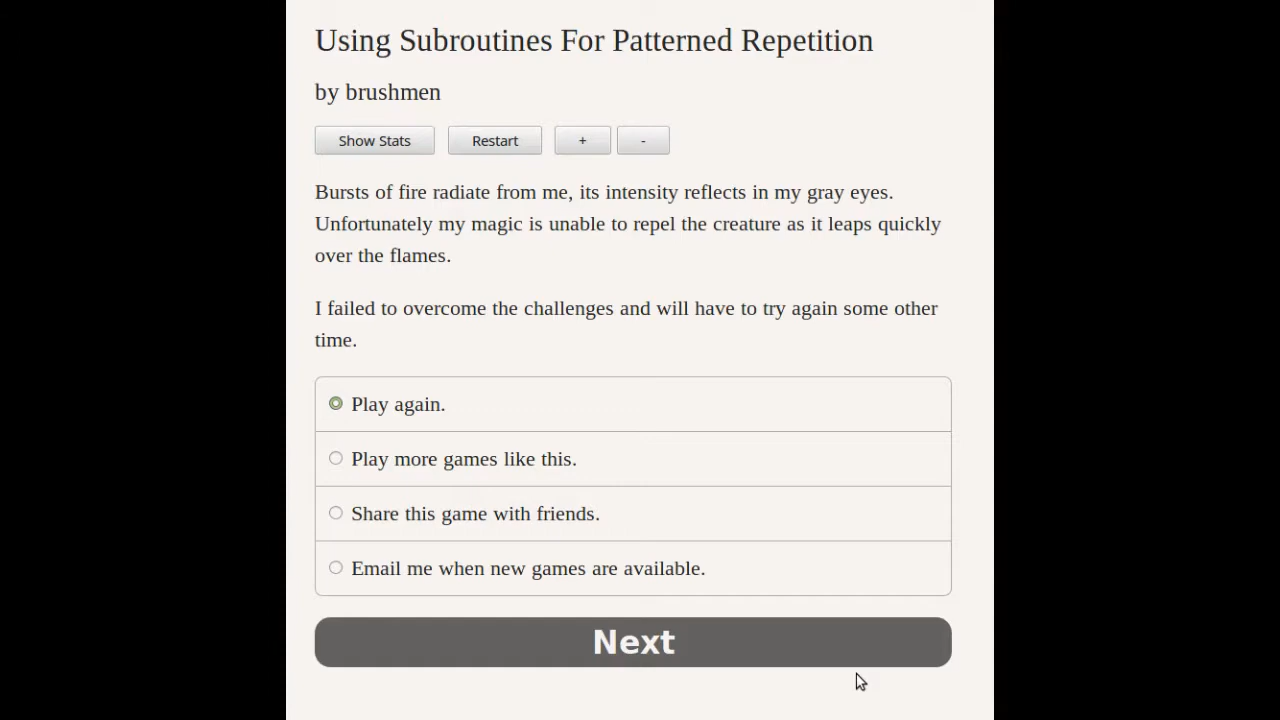 Using Subroutines For Patterned Repetition
by brushmen
Show Stats Restart + -
Bursts of fire radiate from me, its intensity reflects in my gray eyes.
Unfortunately my magic is unable to repel the creature as it leaps quickly
over the flames.
I failed to overcome the challenges and will have to try again some other
time.
Play again.
Play more games like this.
Share this game with friends.
Email me when new games are available.
Next